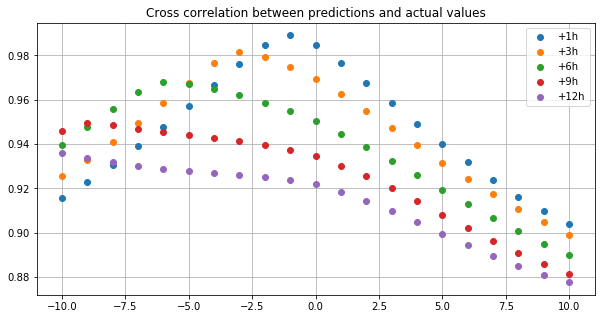 Cross correlation between predictions and actual values
+1h
+3h
+6h
+9h
+12h
0.98
0.96
0.94
0.92
0.90
0.88
−10.0 −7.5 −5.0 −2.5 0.0 2.5 5.0 7.5 10.0